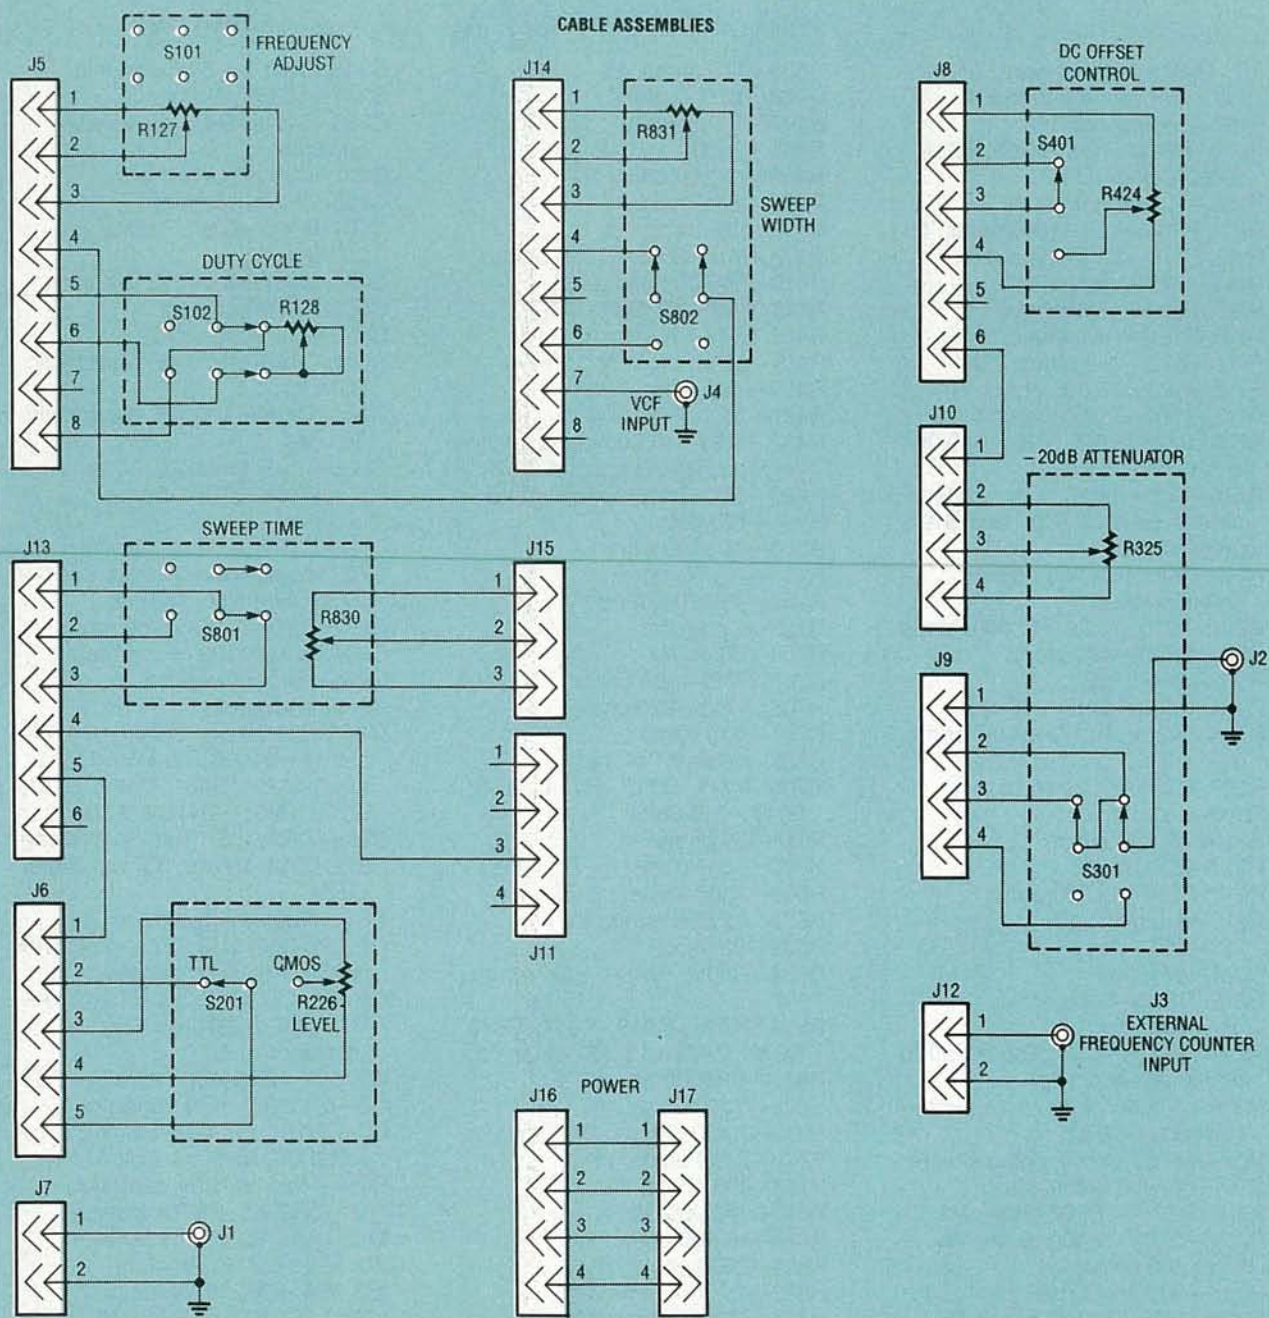 CABLE ASSEMBLIES
J5
S101
FREQUENCY
ADJUST
1
R127
2
3
4
DUTY CYCLE
5
S102
R128
6
7
8
J14
1
R831
2
3
SWEEP
WIDTH
4
5
S802
6
7
VCF
INPUT
J4
8
J8
DC OFFSET
CONTROL
1
S401
2
R424
3
4
5
6
J10
1
–20dB ATTENUATOR
2
3
R325
4
J13
SWEEP TIME
1
S801
R830
2
3
4
5
6
J15
1
2
3
1
2
3
4
J11
J9
J2
1
2
3
4
S301
J6
1
TTL
CMOS
2
S201
R226
LEVEL
3
4
5
J12
J3
EXTERNAL
FREQUENCY COUNTER
INPUT
1
2
J7
1
J1
2
POWER
J16
J17
1
1
2
2
3
3
4
4